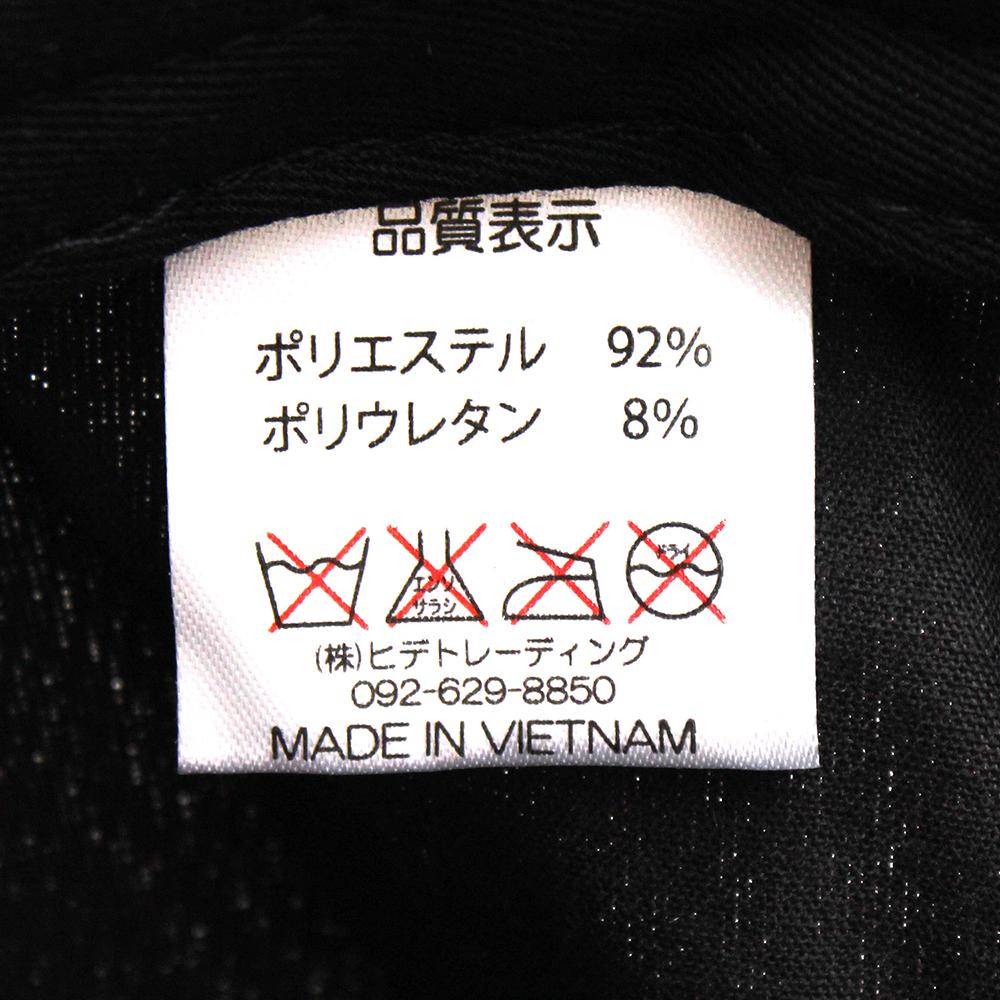 品質表示
ポリエステル 92%
ポリウレタン 8%
エンソ
サラシ
ドライ
(株)ヒデトレーディング
092-629-8850
MADE IN VIETNAM